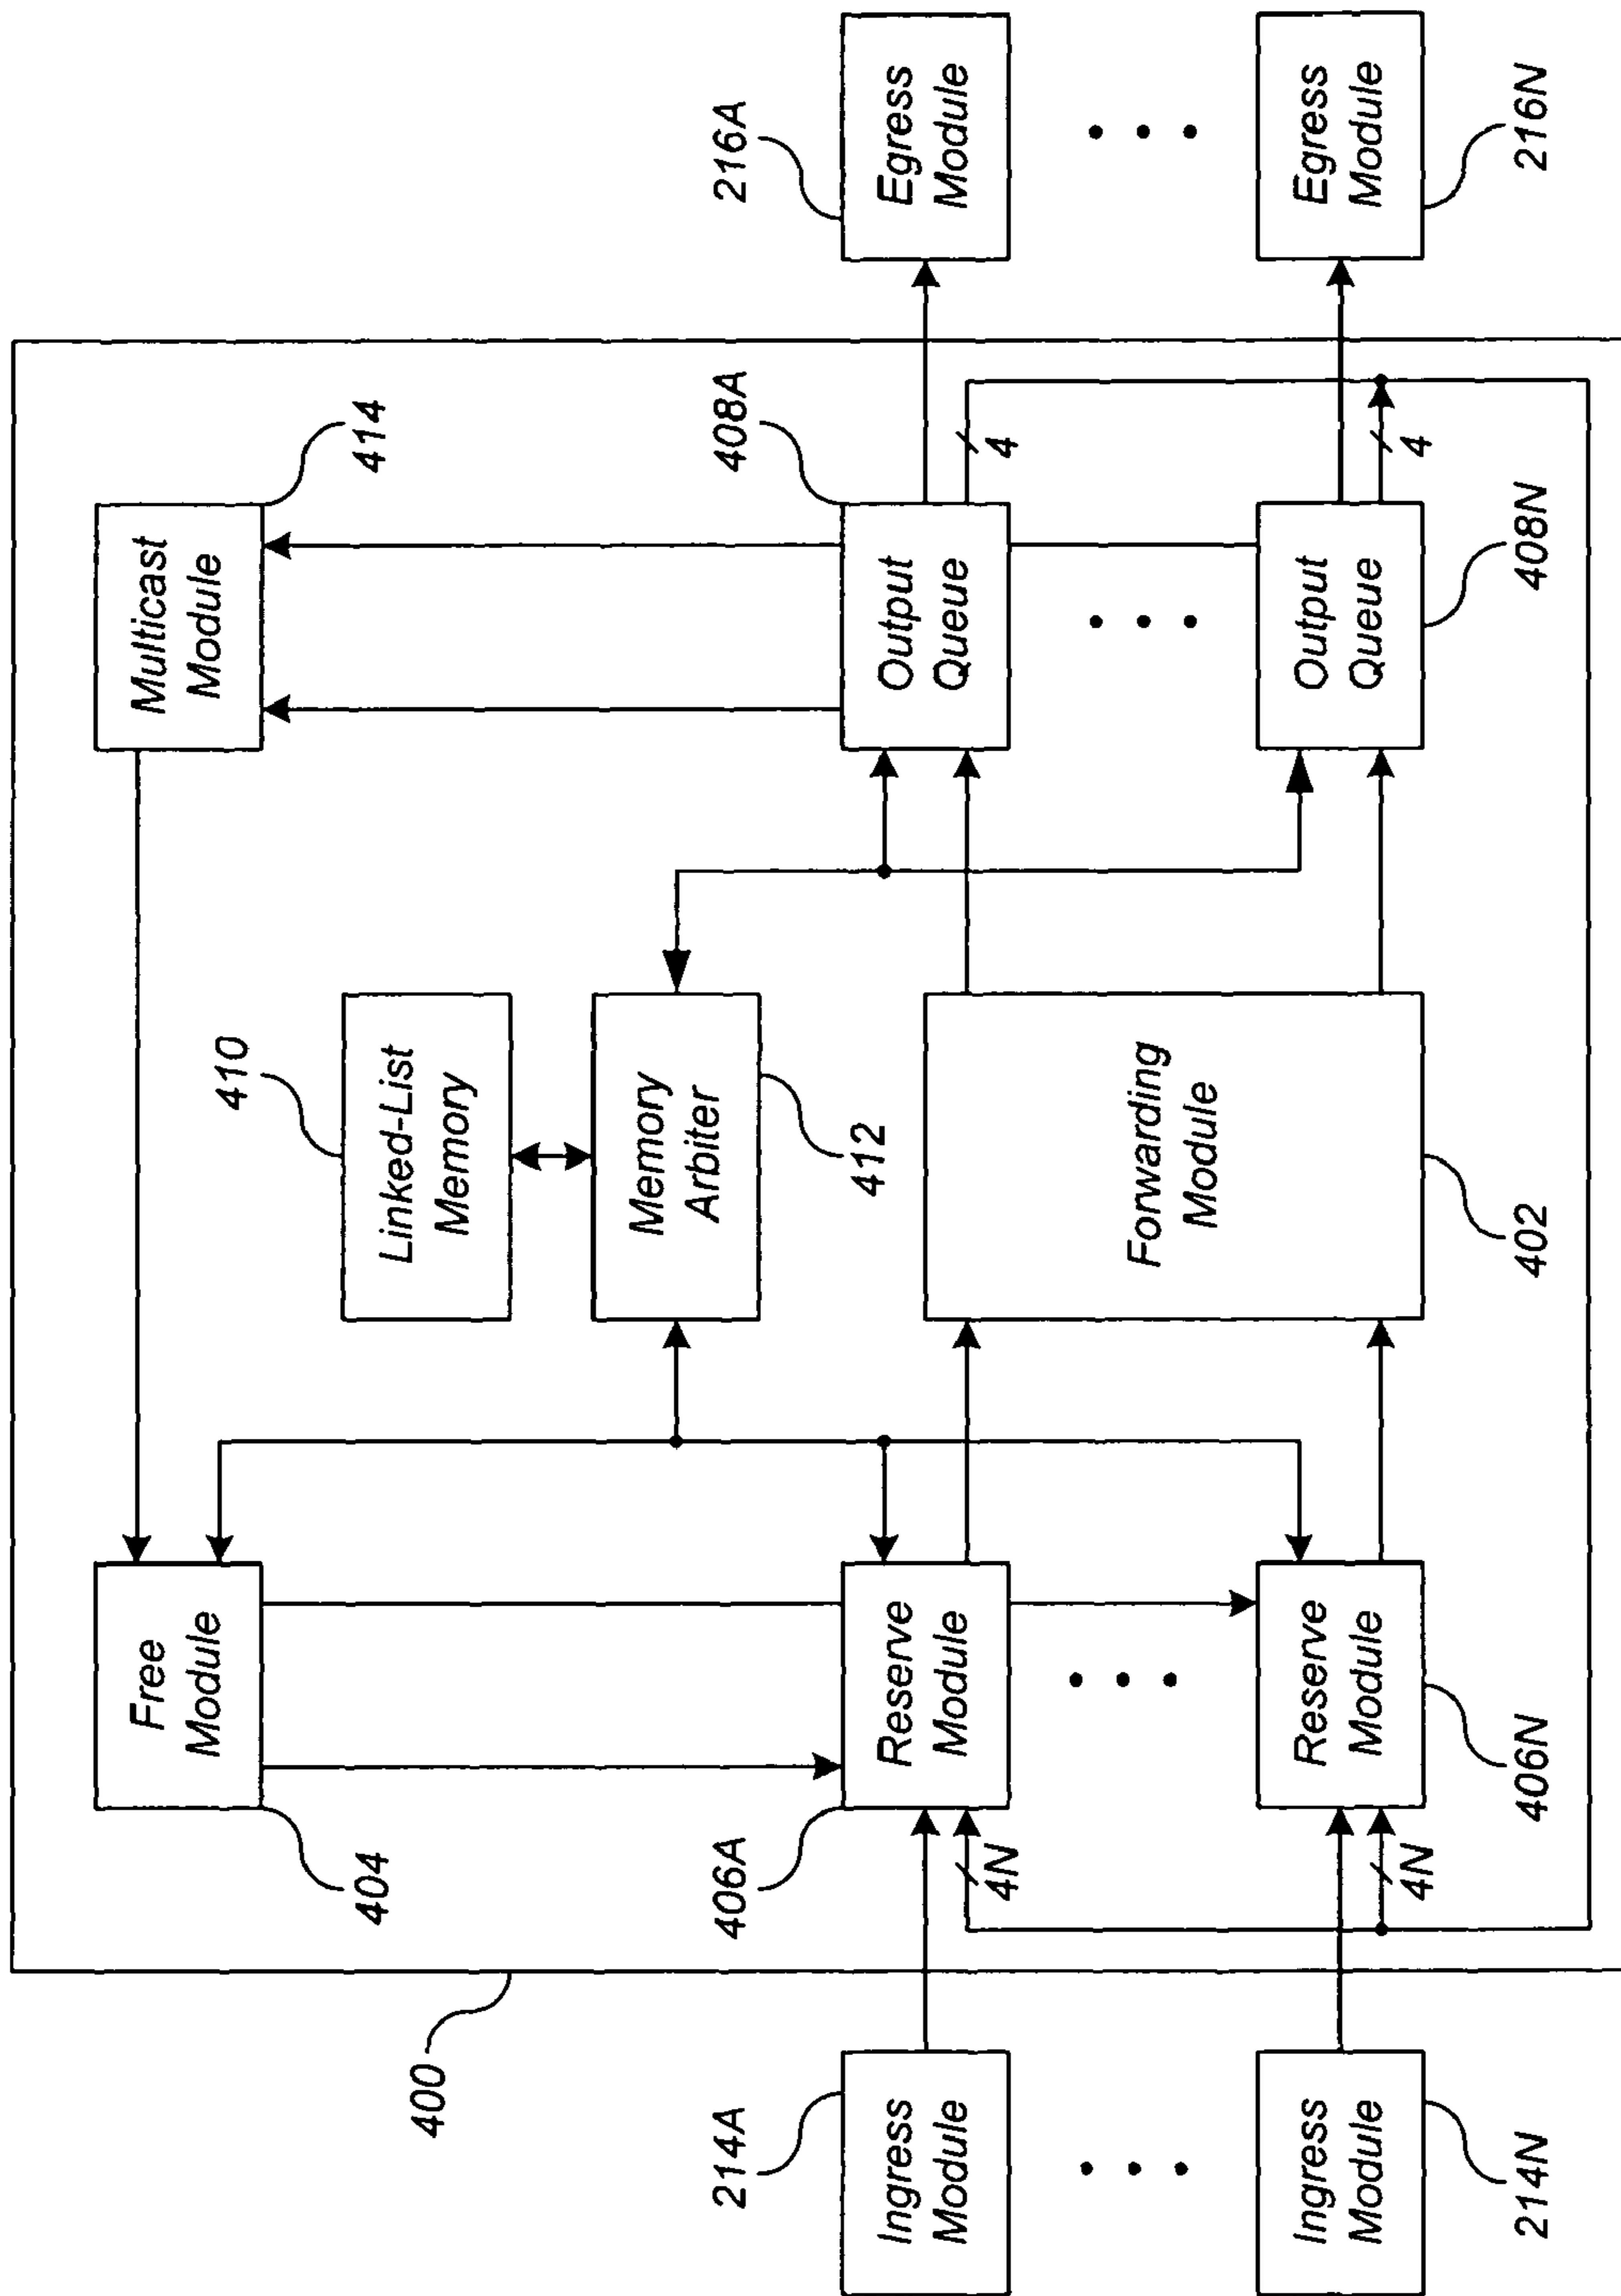 400
Free
Module
404
Multicast
Module
414
410
Linked-List
Memory
Memory
Arbiter
412
214A
Ingress
Module
406A
Reserve
Module
4N
Forwarding
Module
402
408A
Output
Queue
4
216A
Egress
Module
Ingress
Module
214N
Reserve
Module
4N
406N
Output
Queue
4
408N
Egress
Module
216N